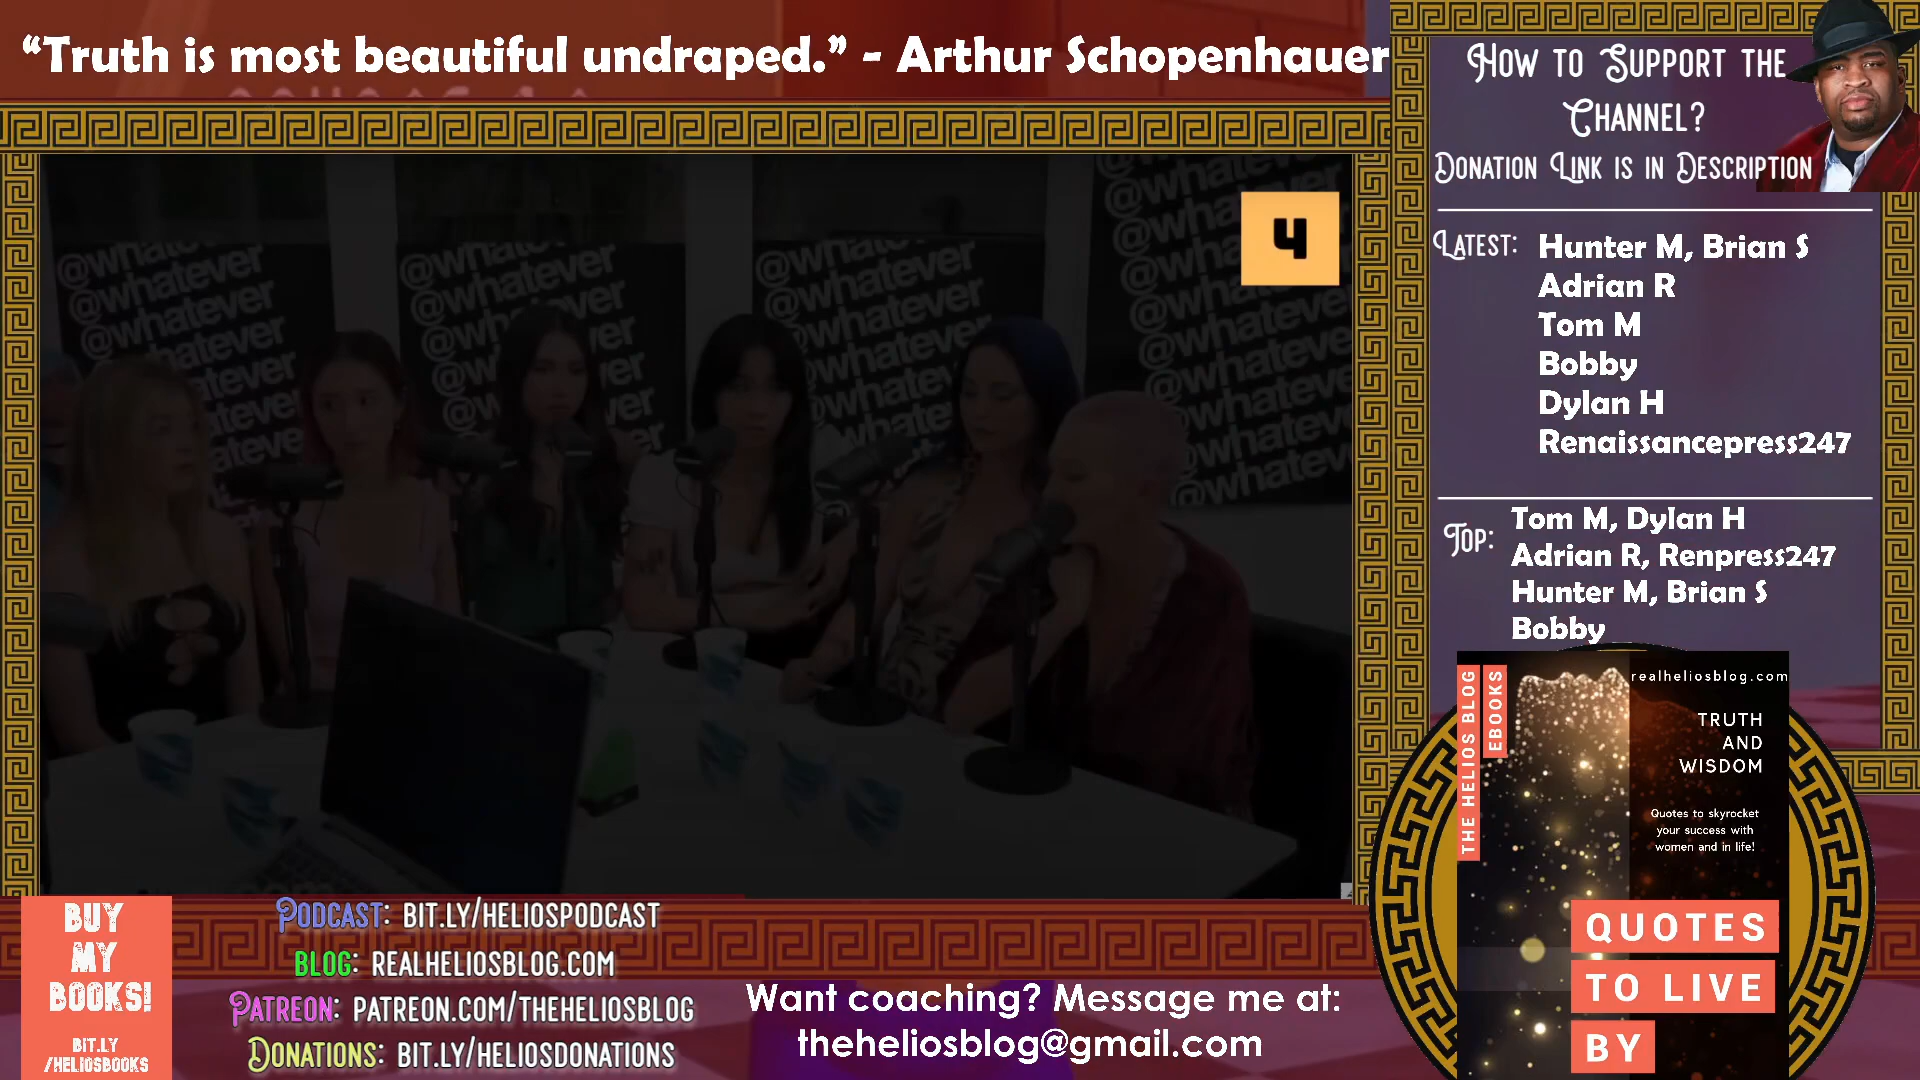 “Truth is most beautiful undraped.” - Arthur Schopenhauer
How to Support the
Channel?
Donation Link is in Description
Latest: Hunter M, Brian S
Adrian R
Tom M
Bobby
Dylan H
Renaissancepress247
Top: Tom M, Dylan H
Adrian R, Renpress247
Hunter M, Brian S
Bobby
4
@whatever
@whatever
@whatever
@whatever
THE HELIOS BLOG
EBOOKS
realheliosblog.com
TRUTH
AND
WISDOM
Quotes to skyrocket
your success with
women and in life!
QUOTES
TO LIVE
BY
BUY
MY
BOOKS!
BIT.LY
/HELIOSBOOKS
Podcast: bit.ly/heliospodcast
Blog: realheliosblog.com
Patreon: patreon.com/theheliosblog
Donations: bit.ly/heliosdonations
Want coaching? Message me at:
theheliosblog@gmail.com